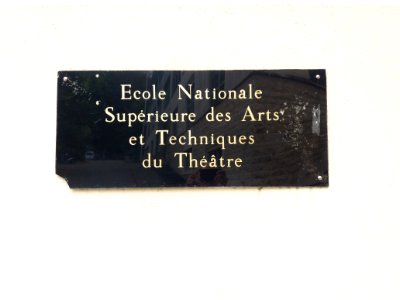 Ecole Nationale
Supérieure des Arts
et Techniques
du Théâtre